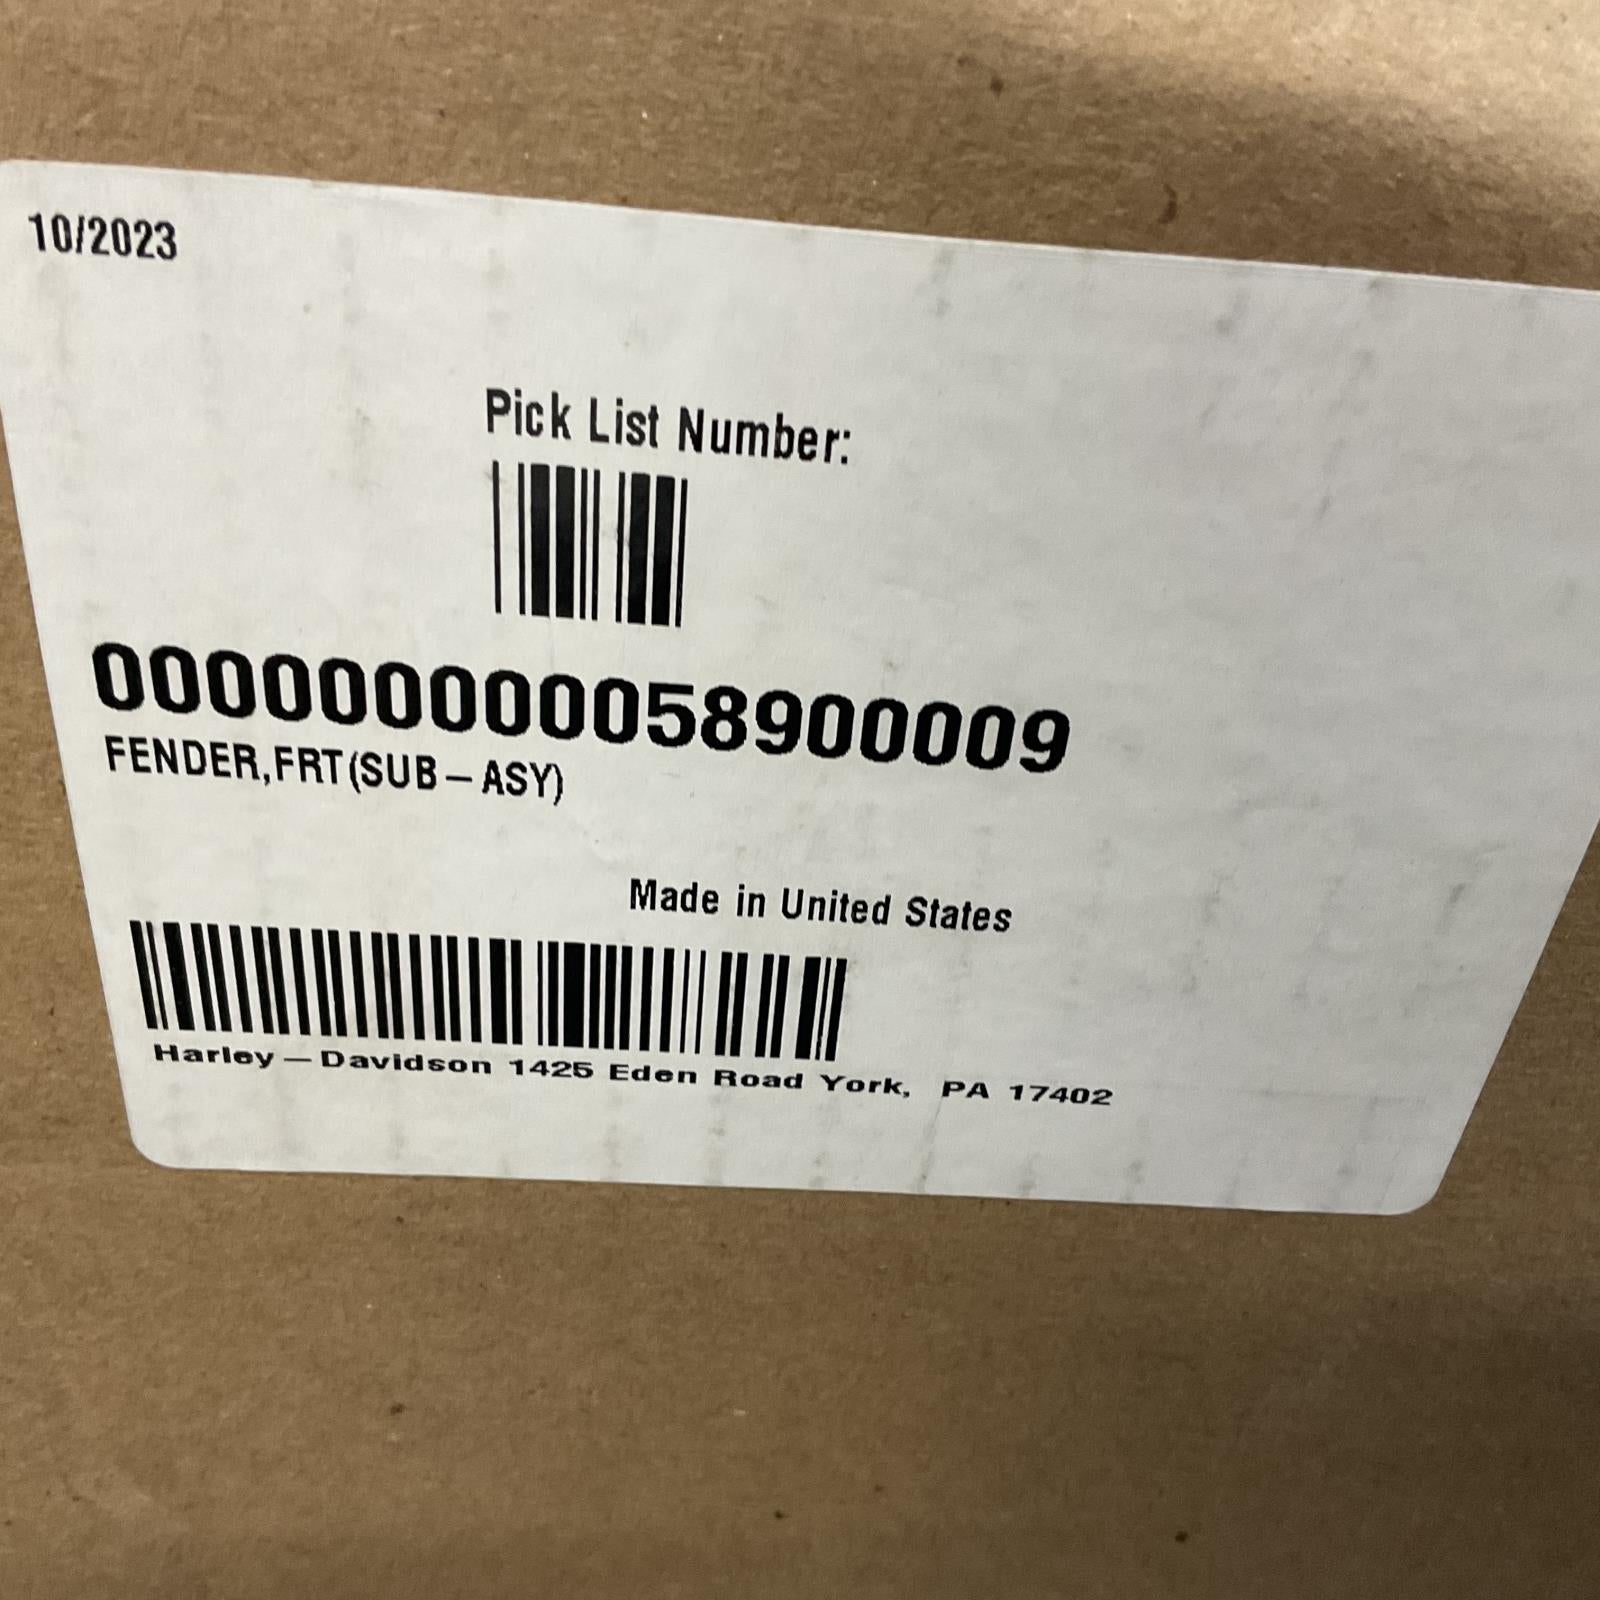 10/2023
Pick List Number:
000000000058900009
FENDER,FRT(SUB-ASY)
Made in United States
Harley-Davidson 1425 Eden Road York, PA 17402